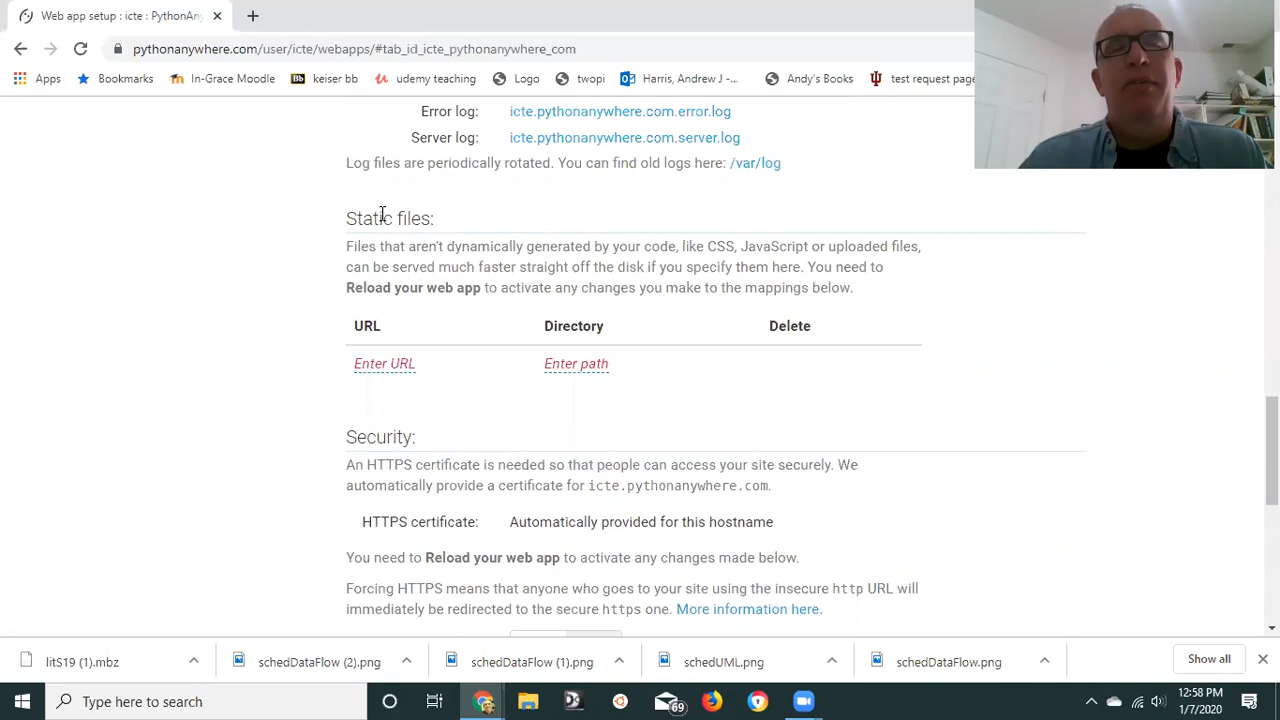 Web app setup : icte : PythonAny
pythonanywhere.com/user/icte/webapps/#tab_id_icte_pythonanywhere_com
Apps
Bookmarks
In-Grace Moodle
Bb
keiser bb
udemy teaching
Logo
twopi
Harris, Andrew J -...
Andy's Books
test request page
Error log:
icte.pythonanywhere.com.error.log
Server log:
icte.pythonanywhere.com.server.log
Log files are periodically rotated. You can find old logs here: /var/log
Static files:
Files that aren't dynamically generated by your code, like CSS, JavaScript or uploaded files,
can be served much faster straight off the disk if you specify them here. You need to
Reload your web app to activate any changes you make to the mappings below.
URL Directory Delete
Enter URL Enter path
Security:
An HTTPS certificate is needed so that people can access your site securely. We
automatically provide a certificate for icte.pythonanywhere.com.
HTTPS certificate: Automatically provided for this hostname
You need to Reload your web app to activate any changes made below.
Forcing HTTPS means that anyone who goes to your site using the insecure http URL will
immediately be redirected to the secure https one. More information here.
litS19 (1).mbz
schedDataFlow (2).png
schedDataFlow (1).png
schedUML.png
schedDataFlow.png
Show all
Type here to search
69
12:58 PM
1/7/2020